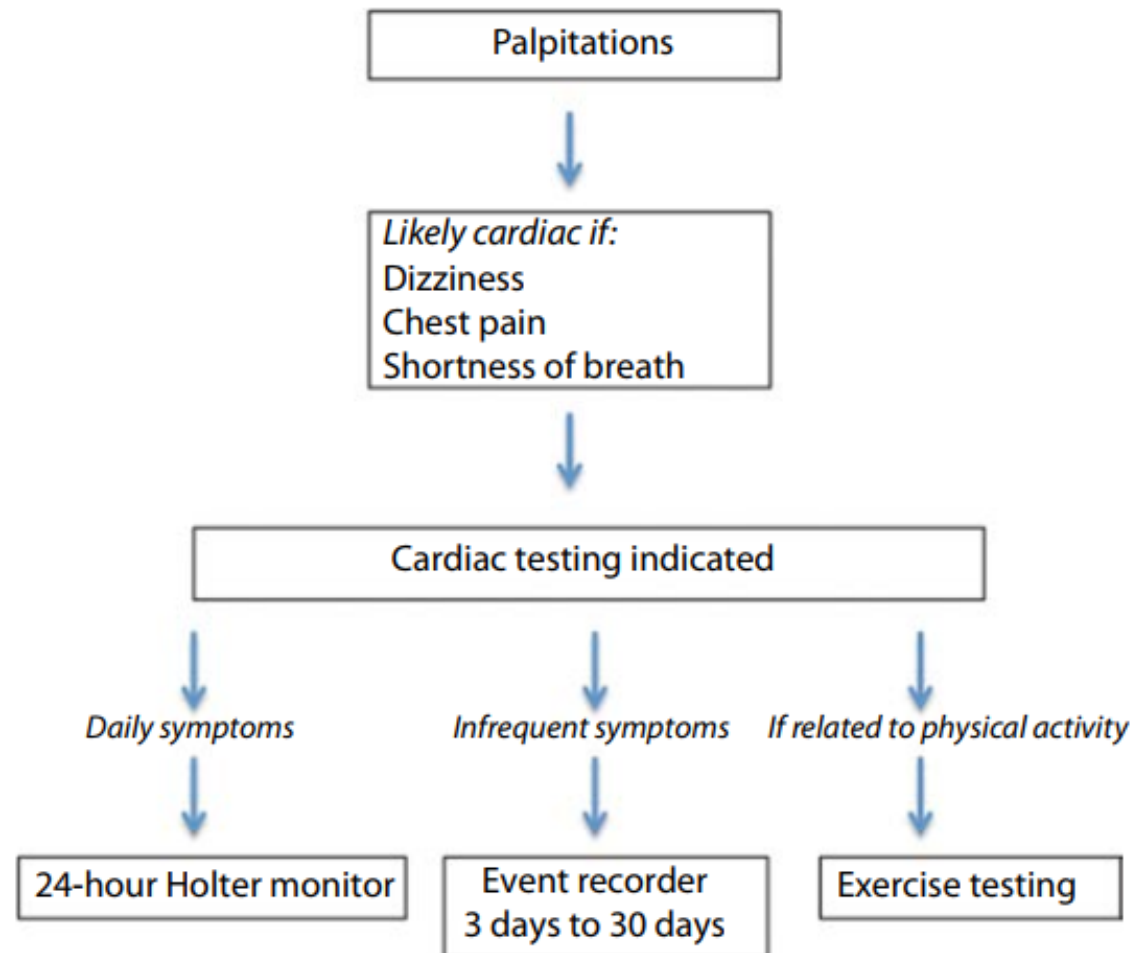 Palpitations
Likely cardiac if:
Dizziness
Chest pain
Shortness of breath
Cardiac testing indicated
Daily symptoms
Infrequent symptoms
If related to physical activity
24-hour Holter monitor
Event recorder
3 days to 30 days
Exercise testing